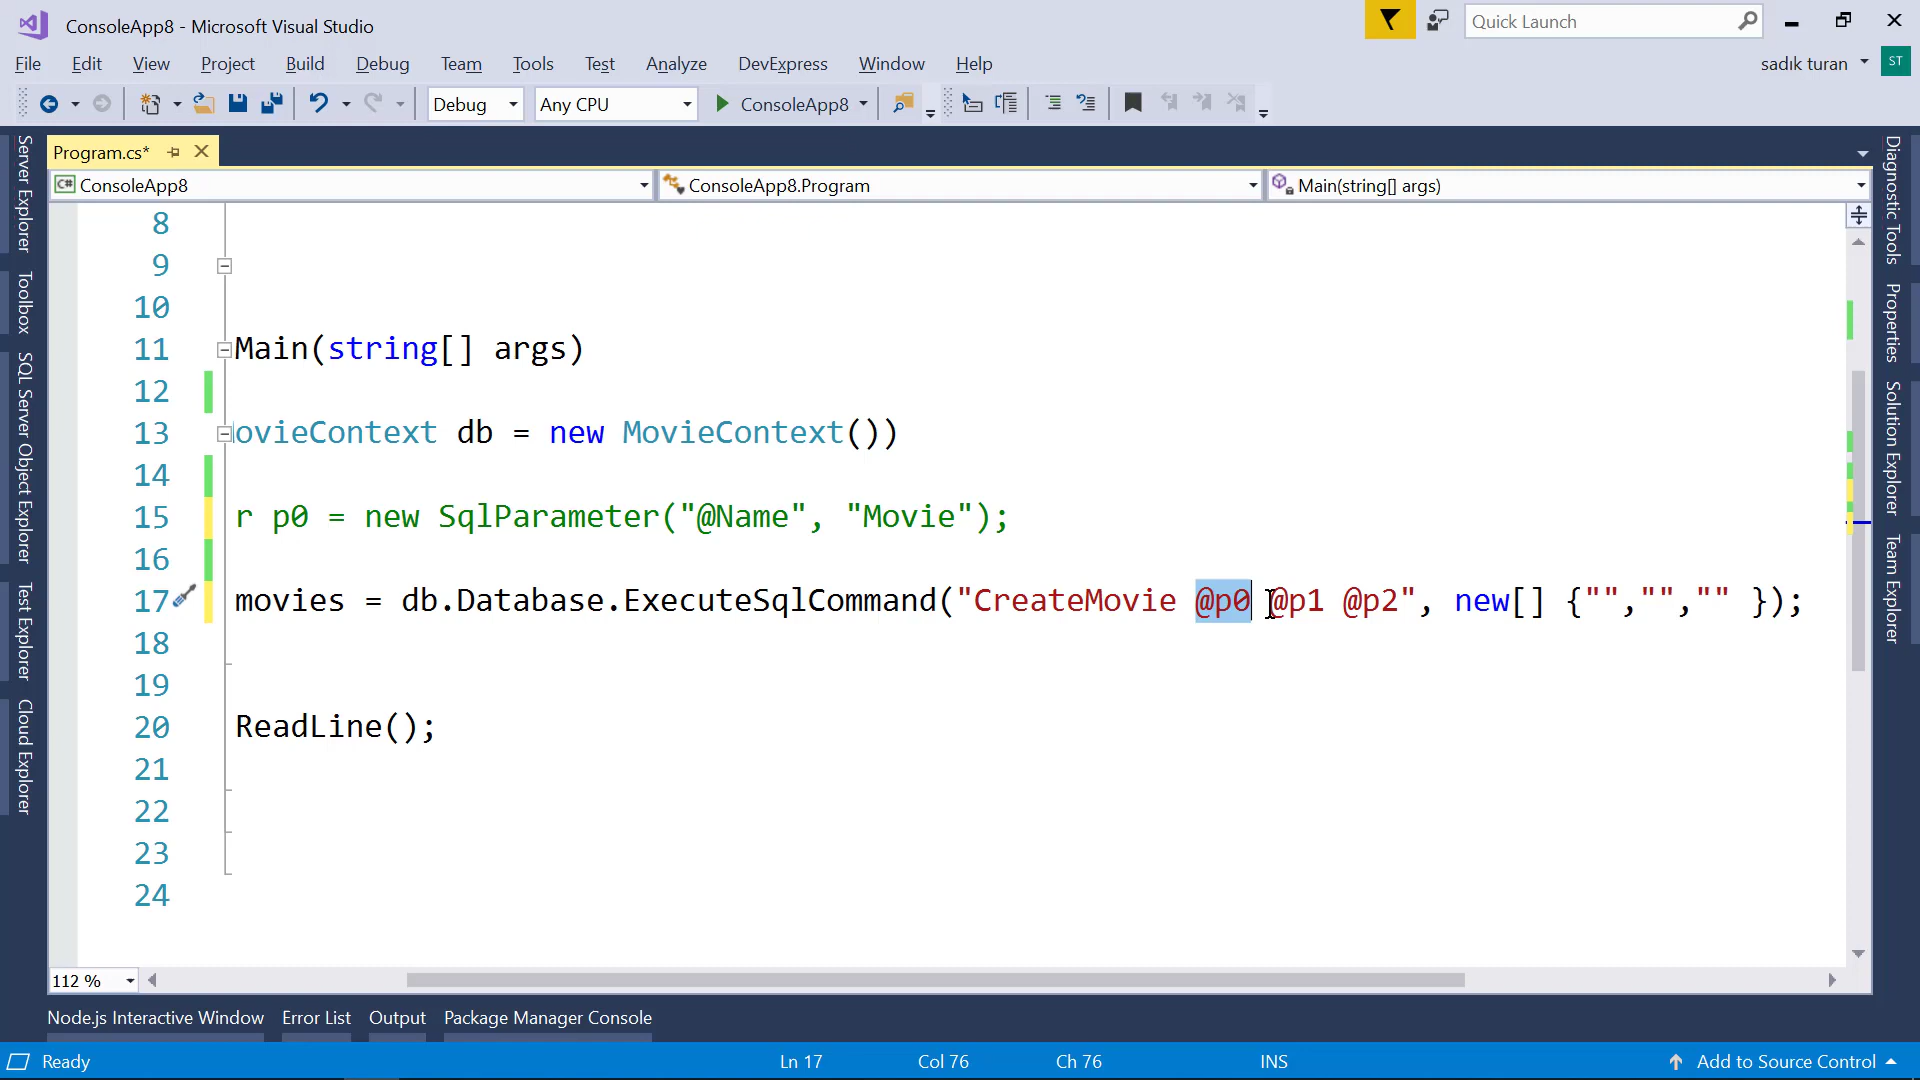 ConsoleApp8 - Microsoft Visual Studio
Quick Launch
File Edit View Project Build Debug Team Tools Test Analyze DevExpress Window Help
sadık turan
ST
Debug
Any CPU
ConsoleApp8
Program.cs*
C# ConsoleApp8
ConsoleApp8.Program
Main(string[] args)
8
9
10
11 Main(string[] args)
12
13 ovieContext db = new MovieContext())
14
15 r p0 = new SqlParameter("@Name", "Movie");
16
17 movies = db.Database.ExecuteSqlCommand("CreateMovie @p0 @p1 @p2", new[] {"","","" });
18
19
20 ReadLine();
21
22
23
24
112 %
Server Explorer
Toolbox
SQL Server Object Explorer
Test Explorer
Cloud Explorer
Diagnostic Tools
Properties
Solution Explorer
Team Explorer
Node.js Interactive Window Error List Output Package Manager Console
Ready
Ln 17
Col 76
Ch 76
INS
Add to Source Control